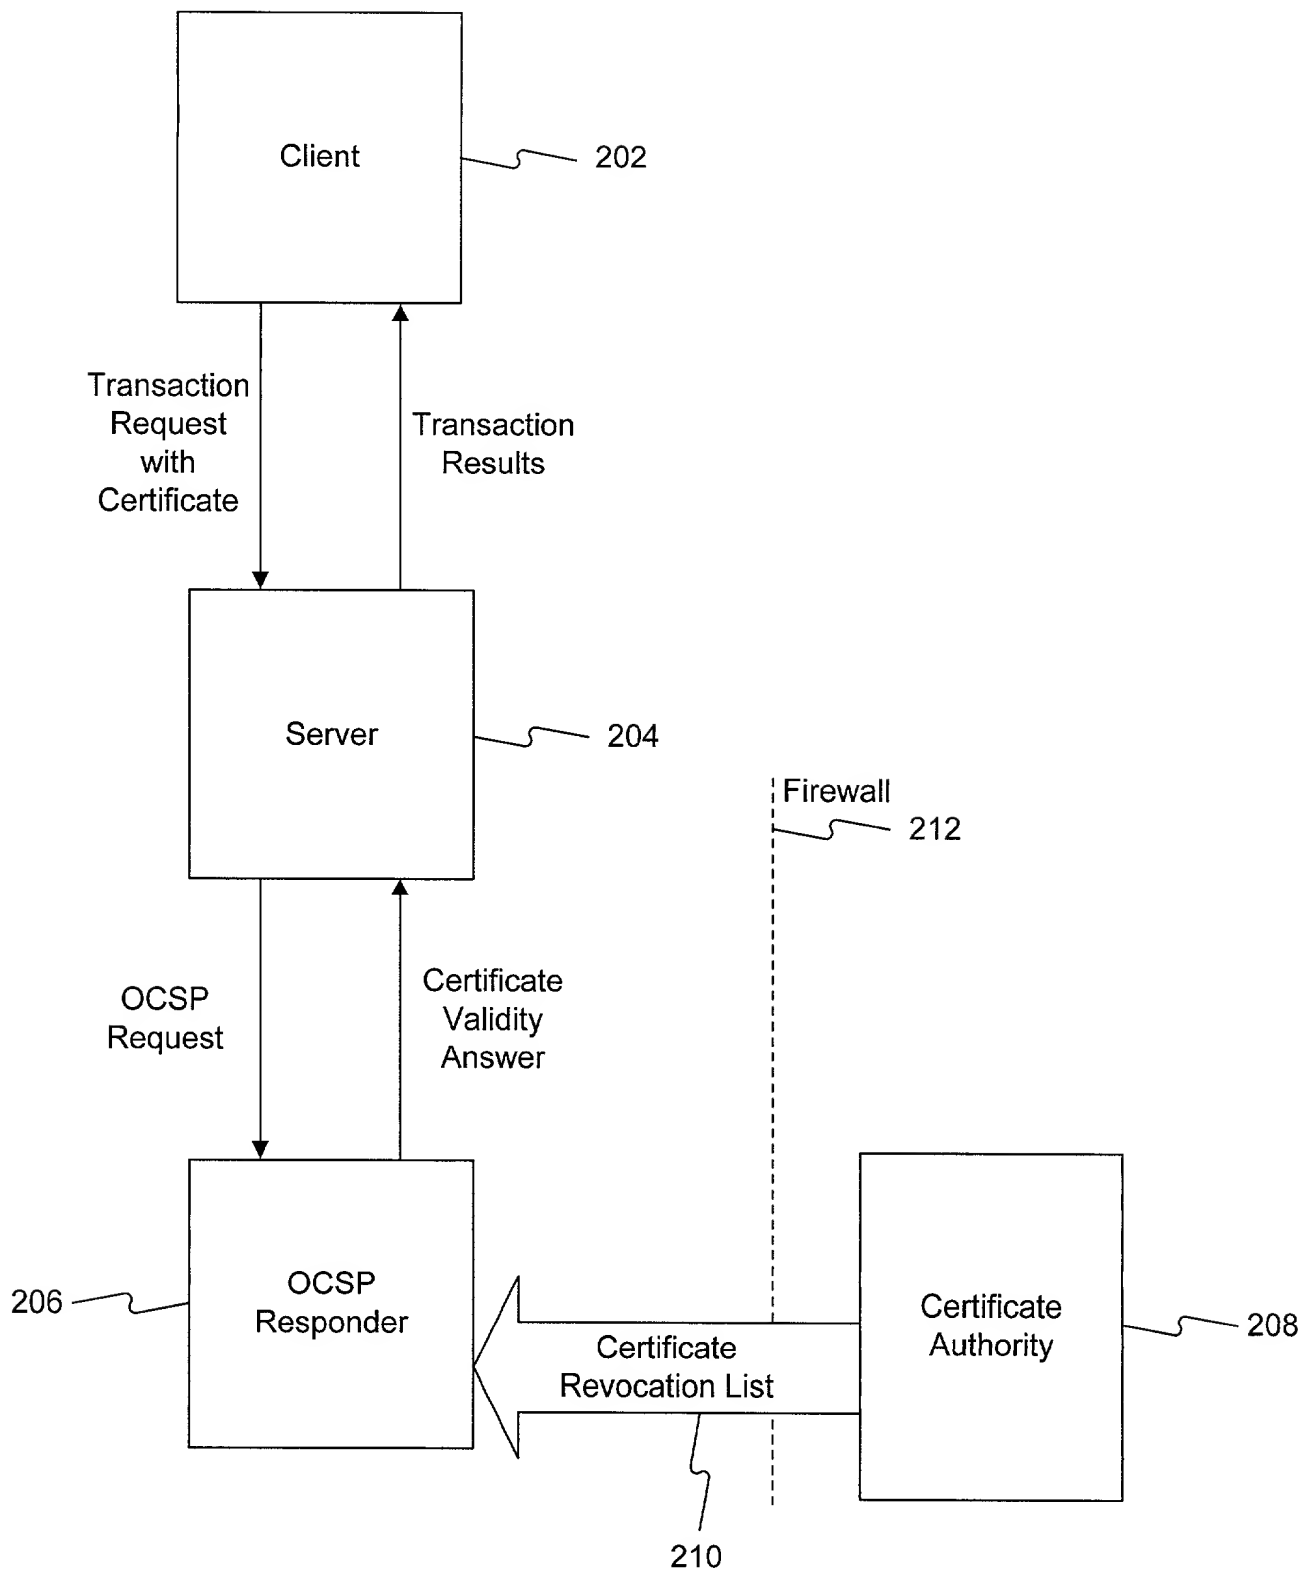 Client
202
Transaction
Request
with
Certificate
Transaction
Results
Server
204
Firewall
212
OCSP
Request
Certificate
Validity
Answer
206
OCSP
Responder
Certificate
Revocation List
Certificate
Authority
208
210